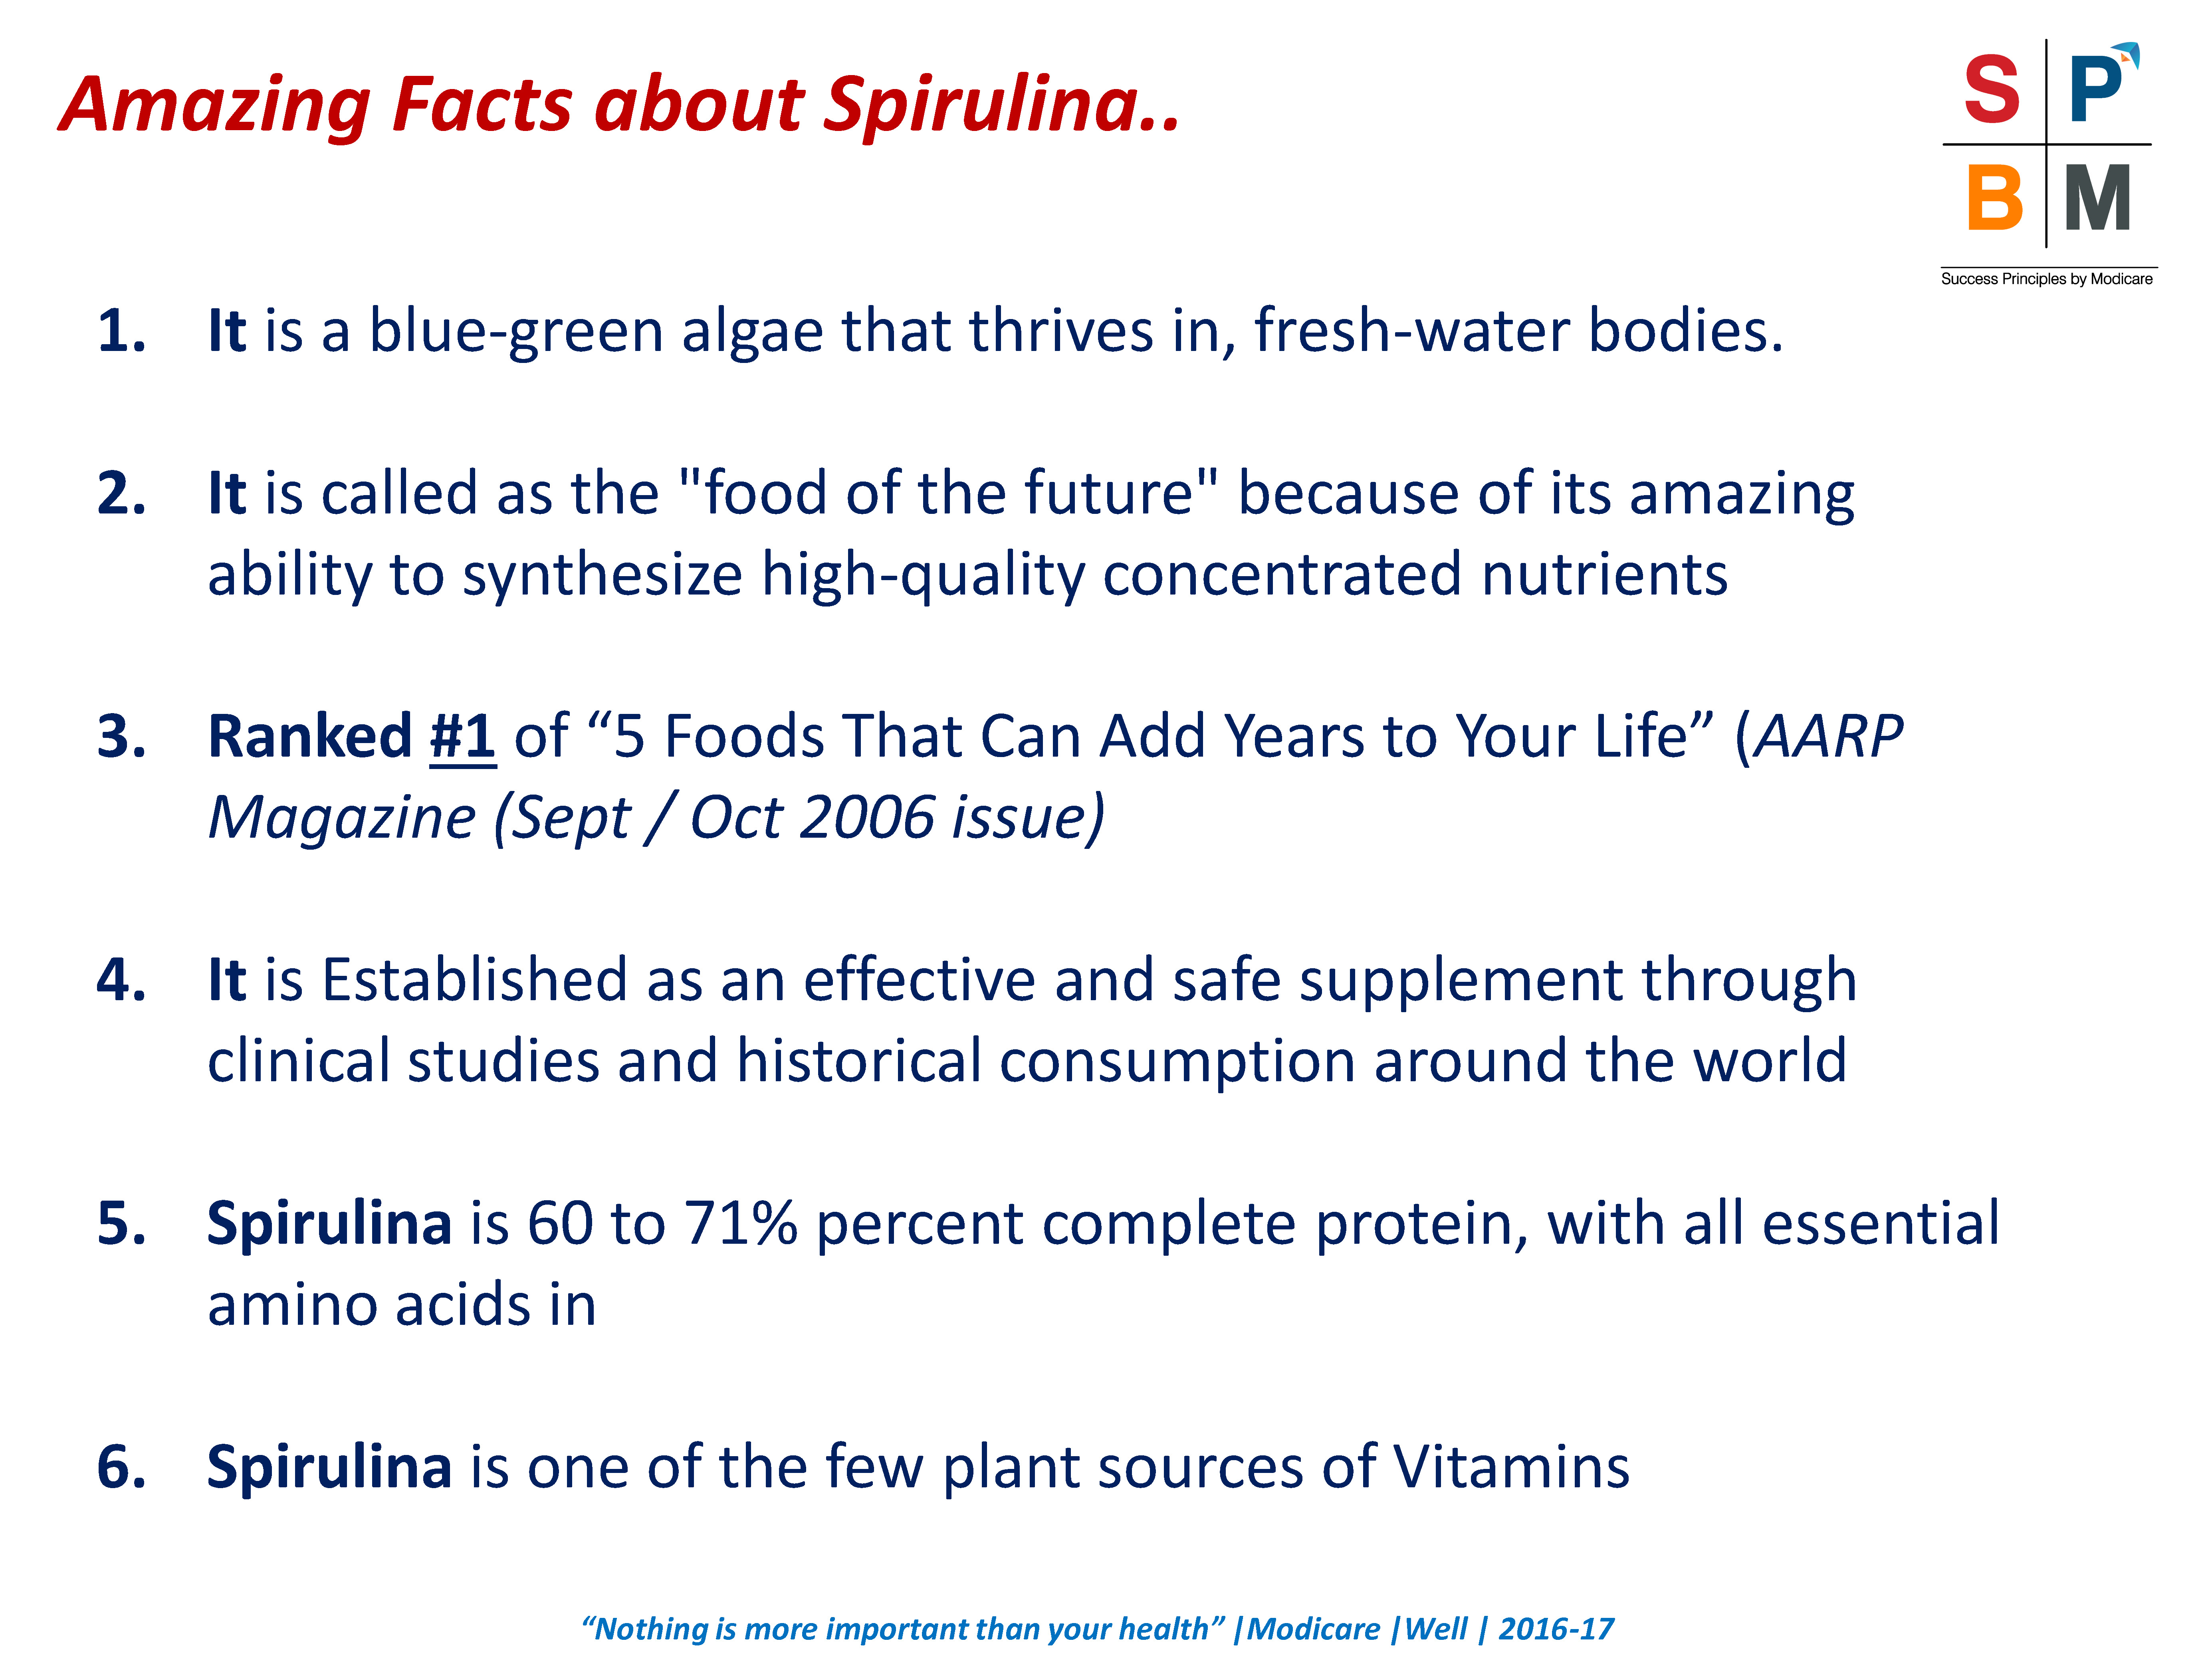 Amazing Facts about Spirulina..
S P
B M
Success Principles by Modicare
1. It is a blue-green algae that thrives in, fresh-water bodies.
2. It is called as the "food of the future" because of its amazing
ability to synthesize high-quality concentrated nutrients
3. Ranked #1 of “5 Foods That Can Add Years to Your Life” (AARP
Magazine (Sept / Oct 2006 issue)
4. It is Established as an effective and safe supplement through
clinical studies and historical consumption around the world
5. Spirulina is 60 to 71% percent complete protein, with all essential
amino acids in
6. Spirulina is one of the few plant sources of Vitamins
“Nothing is more important than your health” |Modicare |Well | 2016-17